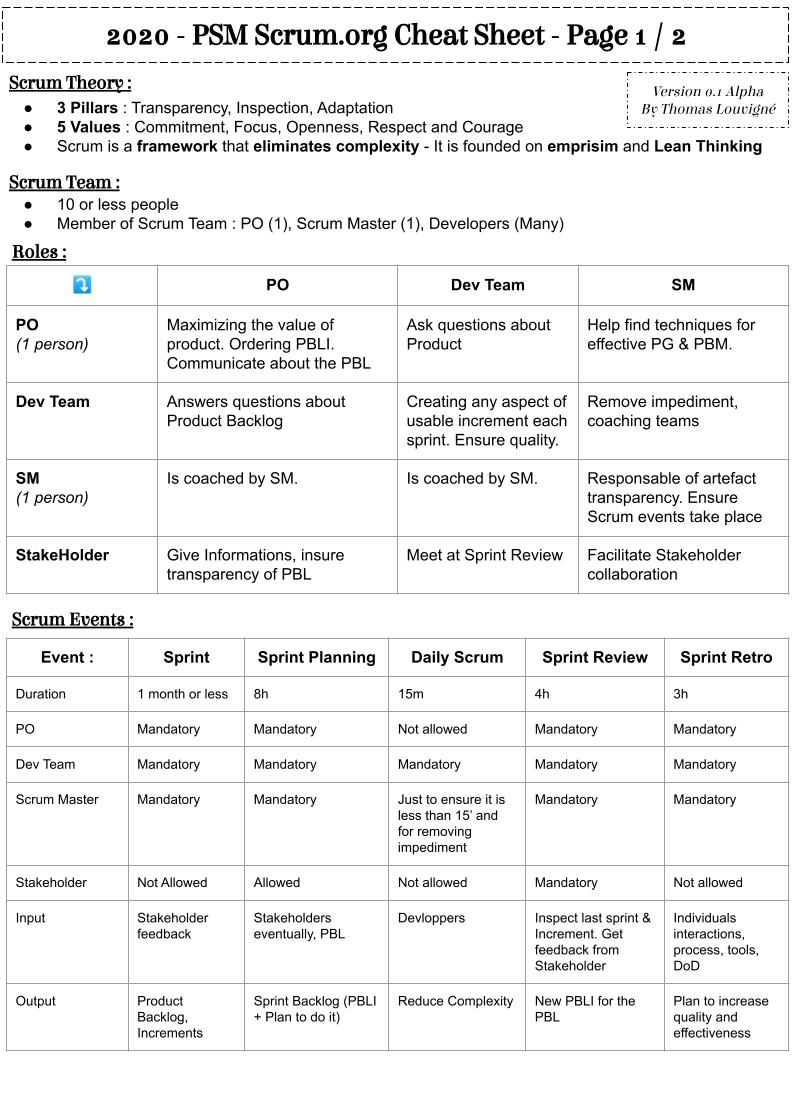 2020 - PSM Scrum.org Cheat Sheet - Page 1 / 2
Scrum Theory :
Version 0.1 Alpha
By Thomas Louvigné
● 3 Pillars : Transparency, Inspection, Adaptation
● 5 Values : Commitment, Focus, Openness, Respect and Courage
● Scrum is a framework that eliminates complexity - It is founded on emprisim and Lean Thinking
Scrum Team :
● 10 or less people
● Member of Scrum Team : PO (1), Scrum Master (1), Developers (Many)
Roles :
⤵️ PO Dev Team SM
PO
(1 person)
Maximizing the value of
product. Ordering PBLI.
Communicate about the PBL
Ask questions about
Product
Help find techniques for
effective PG & PBM.
Dev Team
Answers questions about
Product Backlog
Creating any aspect of
usable increment each
sprint. Ensure quality.
Remove impediment,
coaching teams
SM
(1 person)
Is coached by SM.
Is coached by SM.
Responsable of artefact
transparency. Ensure
Scrum events take place
StakeHolder
Give Informations, insure
transparency of PBL
Meet at Sprint Review
Facilitate Stakeholder
collaboration
Scrum Events :
Event : Sprint Sprint Planning Daily Scrum Sprint Review Sprint Retro
Duration 1 month or less 8h 15m 4h 3h
PO Mandatory Mandatory Not allowed Mandatory Mandatory
Dev Team Mandatory Mandatory Mandatory Mandatory Mandatory
Scrum Master
Mandatory
Mandatory
Just to ensure it is
less than 15' and
for removing
impediment
Mandatory
Mandatory
Stakeholder Not Allowed Allowed Not allowed Mandatory Not allowed
Input
Stakeholder
feedback
Stakeholders
eventually, PBL
Devloppers
Inspect last sprint &
Increment. Get
feedback from
Stakeholder
Individuals
interactions,
process, tools,
DoD
Output
Product
Backlog,
Increments
Sprint Backlog (PBLI
+ Plan to do it)
Reduce Complexity
New PBLI for the
PBL
Plan to increase
quality and
effectiveness